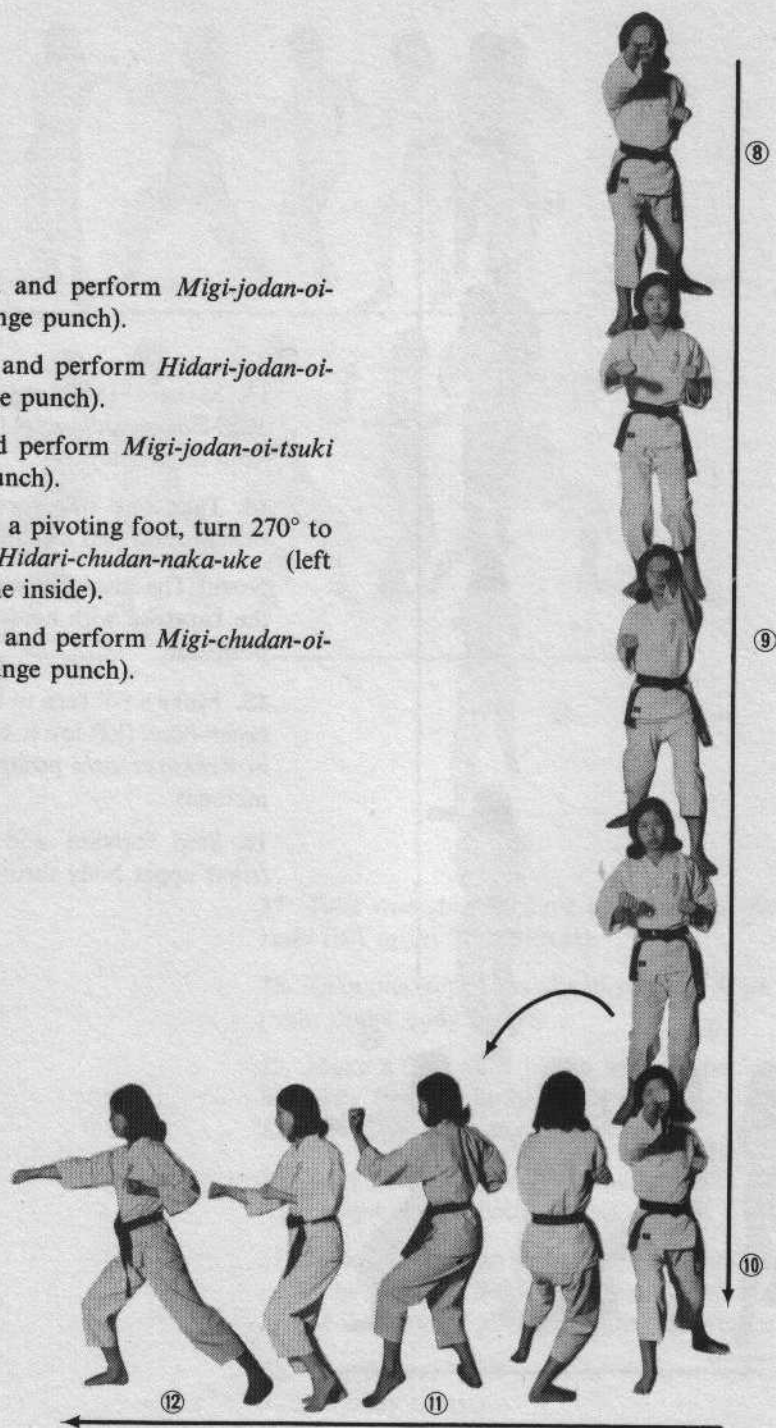 ⑧
and perform Migi-jodan-oi-
nge punch).
and perform Hidari-jodan-oi-
e punch).
d perform Migi-jodan-oi-tsuki
unch).
a pivoting foot, turn 270° to
Hidari-chudan-naka-uke (left
e inside).
and perform Migi-chudan-oi-
nge punch).
⑨
⑩
⑫ ⑪